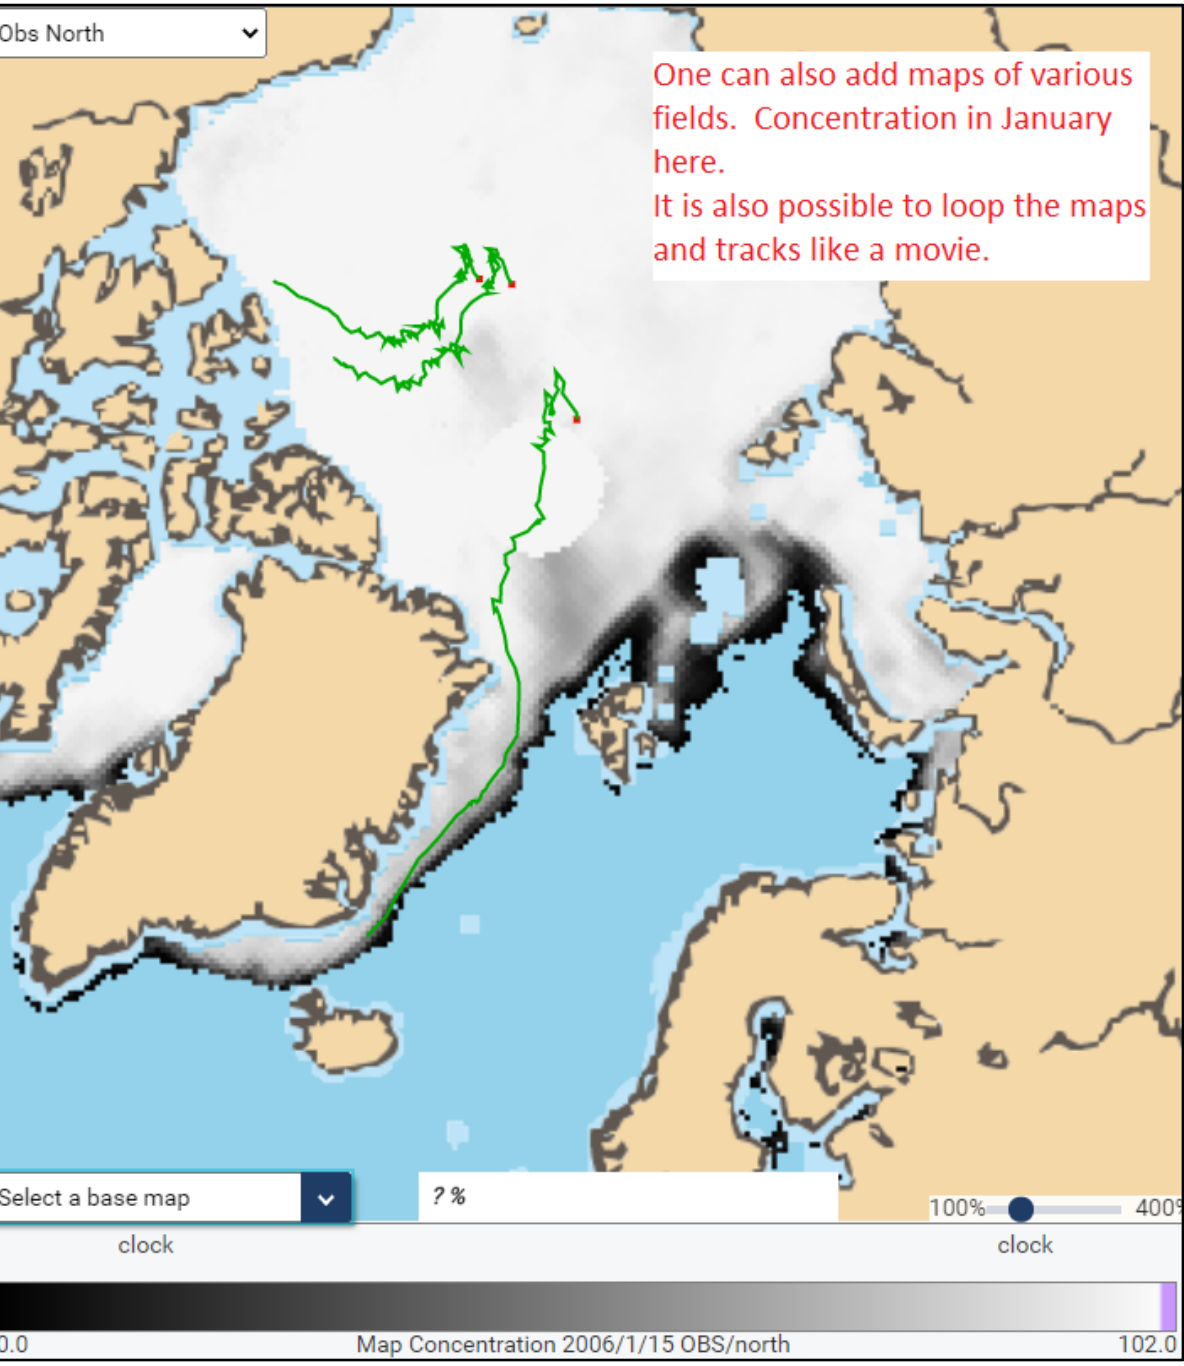 Obs North
One can also add maps of various
fields.  Concentration in January
here.
It is also possible to loop the maps
and tracks like a movie.
Select a base map
? %
100%
400%
clock
clock
0.0
Map Concentration 2006/1/15 OBS/north
102.0